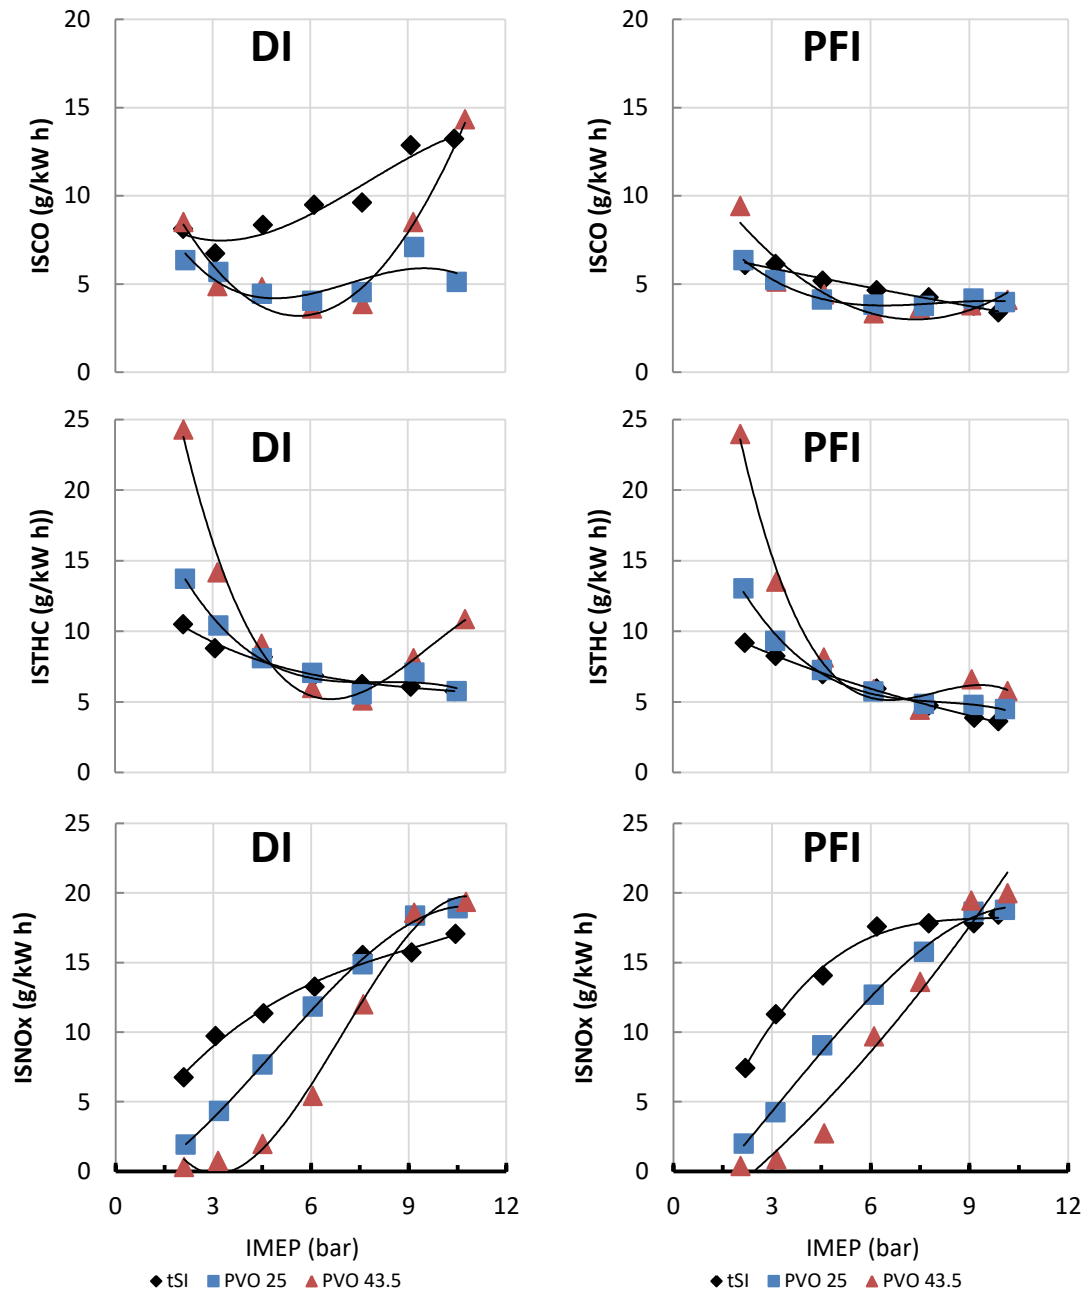 DI
PFI
ISCO (g/kW h)
20
15
10
5
0
ISCO (g/kW h)
20
15
10
5
0
DI
PFI
ISTHC (g/kW h))
25
20
15
10
5
0
ISTHC (g/kW h))
25
20
15
10
5
0
DI
PFI
ISNOx (g/kW h)
25
20
15
10
5
0
0 3 6 9 12
IMEP (bar)
tSI PVO 25 PVO 43.5
ISNOx (g/kW h)
25
20
15
10
5
0
0 3 6 9 12
IMEP (bar)
tSI PVO 25 PVO 43.5